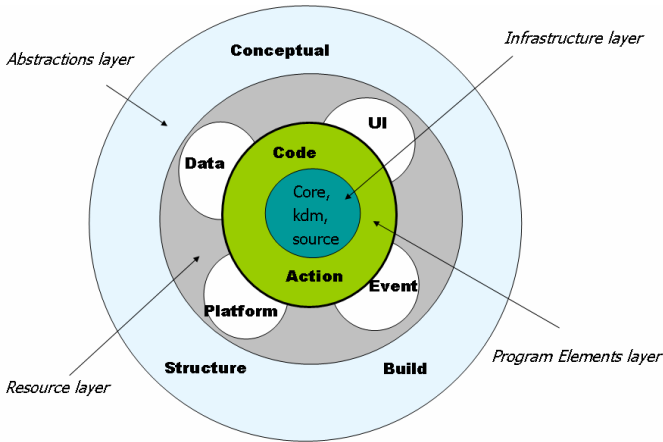 Infrastructure layer
Conceptual
Abstractions layer
UI
Code
Data
Core,
kdm,
source
Action
Event
Platform
Program Elements layer
Structure
Build
Resource layer